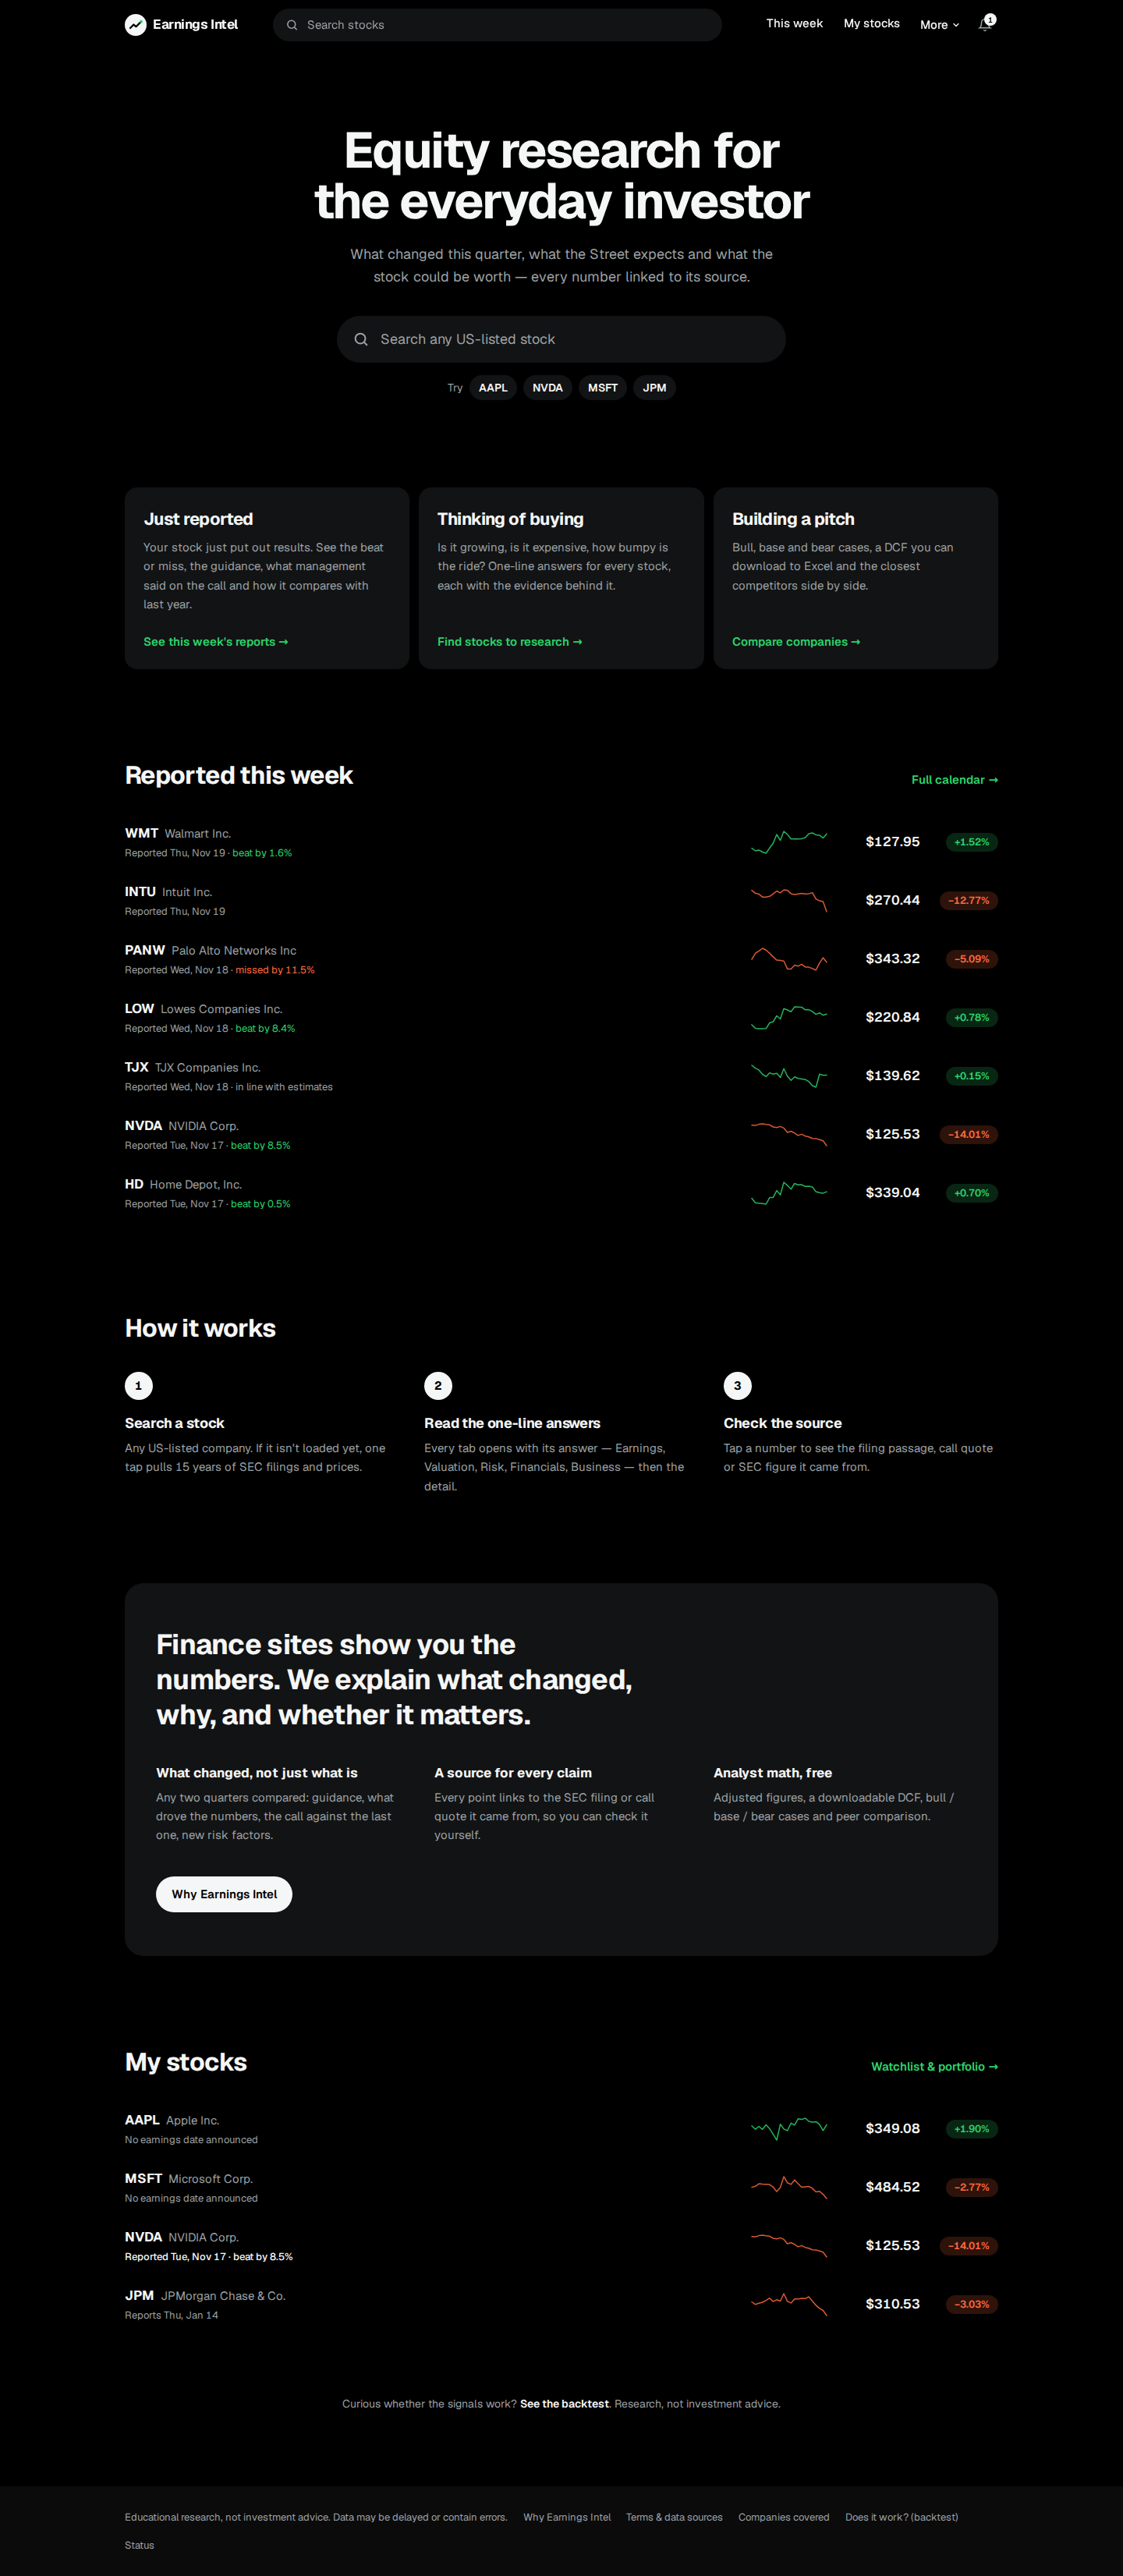 Earnings Intel
Search stocks
This week
My stocks
More
1
Equity research for
the everyday investor
What changed this quarter, what the Street expects and what the
stock could be worth — every number linked to its source.
Search any US-listed stock
Try AAPL NVDA MSFT JPM
Just reported
Your stock just put out results. See the beat
or miss, the guidance, what management
said on the call and how it compares with
last year.
See this week's reports →
Thinking of buying
Is it growing, is it expensive, how bumpy is
the ride? One-line answers for every stock,
each with the evidence behind it.
Find stocks to research →
Building a pitch
Bull, base and bear cases, a DCF you can
download to Excel and the closest
competitors side by side.
Compare companies →
Reported this week
Full calendar →
WMT Walmart Inc.
Reported Thu, Nov 19 · beat by 1.6%
$127.95
+1.52%
INTU Intuit Inc.
Reported Thu, Nov 19
$270.44
−12.77%
PANW Palo Alto Networks Inc
Reported Wed, Nov 18 · missed by 11.5%
$343.32
−5.09%
LOW Lowes Companies Inc.
Reported Wed, Nov 18 · beat by 8.4%
$220.84
+0.78%
TJX TJX Companies Inc.
Reported Wed, Nov 18 · in line with estimates
$139.62
+0.15%
NVDA NVIDIA Corp.
Reported Tue, Nov 17 · beat by 8.5%
$125.53
−14.01%
HD Home Depot, Inc.
Reported Tue, Nov 17 · beat by 0.5%
$339.04
+0.70%
How it works
1
Search a stock
Any US-listed company. If it isn't loaded yet, one
tap pulls 15 years of SEC filings and prices.
2
Read the one-line answers
Every tab opens with its answer — Earnings,
Valuation, Risk, Financials, Business — then the
detail.
3
Check the source
Tap a number to see the filing passage, call quote
or SEC figure it came from.
Finance sites show you the
numbers. We explain what changed,
why, and whether it matters.
What changed, not just what is
Any two quarters compared: guidance, what
drove the numbers, the call against the last
one, new risk factors.
A source for every claim
Every point links to the SEC filing or call
quote it came from, so you can check it
yourself.
Analyst math, free
Adjusted figures, a downloadable DCF, bull /
base / bear cases and peer comparison.
Why Earnings Intel
My stocks
Watchlist & portfolio →
AAPL Apple Inc.
No earnings date announced
$349.08
+1.90%
MSFT Microsoft Corp.
No earnings date announced
$484.52
−2.77%
NVDA NVIDIA Corp.
Reported Tue, Nov 17 · beat by 8.5%
$125.53
−14.01%
JPM JPMorgan Chase & Co.
Reports Thu, Jan 14
$310.53
−3.03%
Curious whether the signals work? See the backtest. Research, not investment advice.
Educational research, not investment advice. Data may be delayed or contain errors.
Why Earnings Intel
Terms & data sources
Companies covered
Does it work? (backtest)
Status